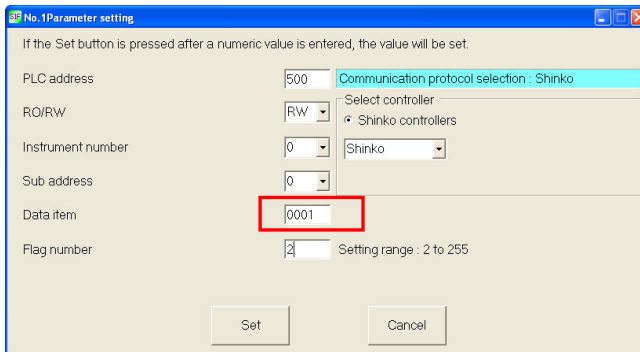 SIF No.1Parameter setting
If the Set button is pressed after a numeric value is entered, the value will be set.
PLC address 500 Communication protocol selection : Shinko
RO/RW RW Select controller
Shinko controllers
Instrument number 0 Shinko
Sub address 0
Data item 0001
Flag number 2 Setting range : 2 to 255
Set Cancel